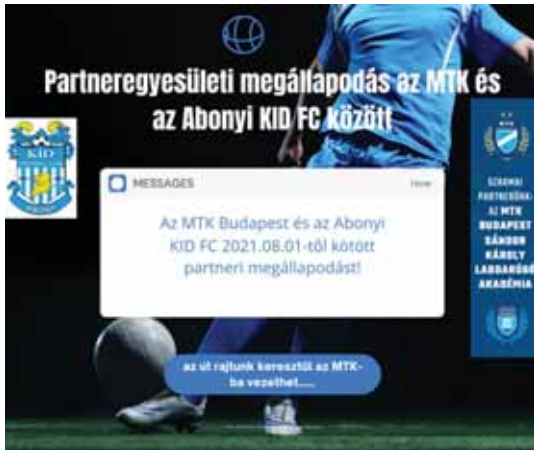 Partneregyesületi megállapodás az MTK és
az Abonyi KID FC között
KID
MTK
MESSAGES
Now
Az MTK Budapest és az Abonyi
KID FC 2021.08.01-től kötött
partneri megállapodást!
SZAKMAI
PARTNERÜNK:
AZ MTK
BUDAPEST
SÁNDOR
KÁROLY
LABDARÚGÓ
AKADÉMIA
az út rajtunk keresztül az MTK-
ba vezethet.....